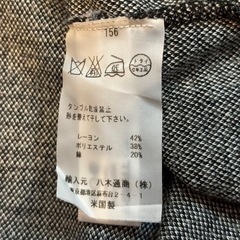 156
タンブル乾燥禁止
形を整えて干して下さい。
レーヨン 42%
ポリエステル 38%
綿 20%
輸入元 八木通商（株）
米国製